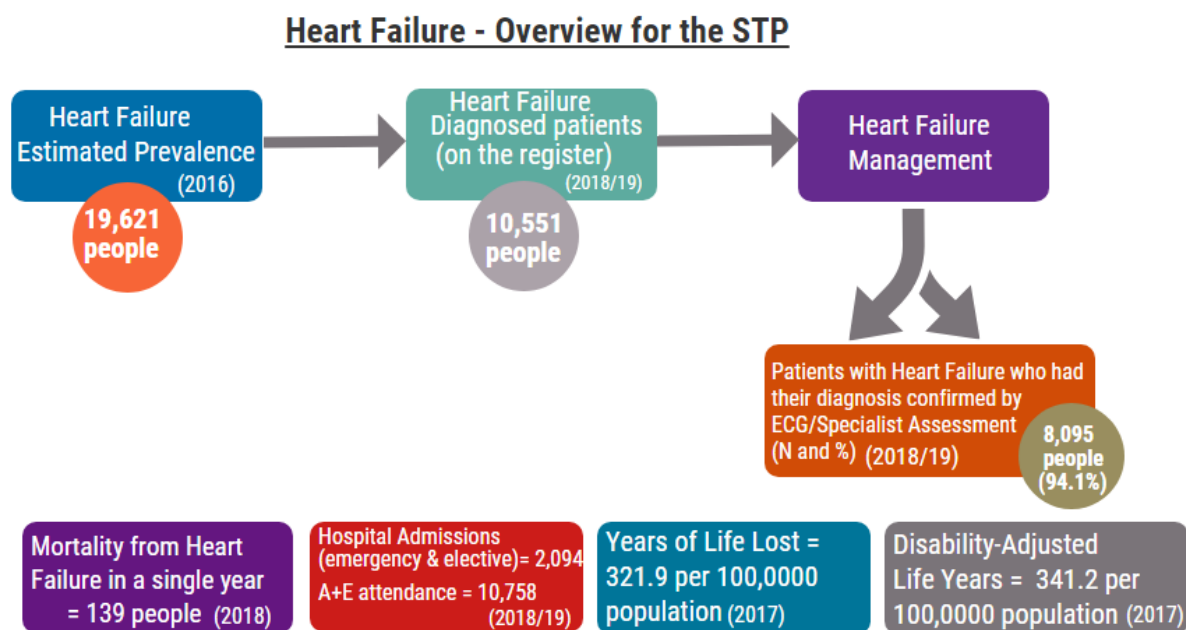 Heart Failure - Overview for the STP
Heart Failure
Estimated Prevalence
(2016)
19,621
people
Heart Failure
Diagnosed patients
(on the register)
(2018/19)
10,551
people
Heart Failure
Management
Patients with Heart Failure who had
their diagnosis confirmed by
ECG/Specialist Assessment
(N and %) (2018/19)
8,095
people
(94.1%)
Mortality from Heart
Failure in a single year
= 139 people (2018)
Hospital Admissions
(emergency & elective)= 2,094
A+E attendance = 10,758
(2018/19)
Years of Life Lost =
321.9 per 100,0000
population (2017)
Disability-Adjusted
Life Years = 341.2 per
100,0000 population (2017)